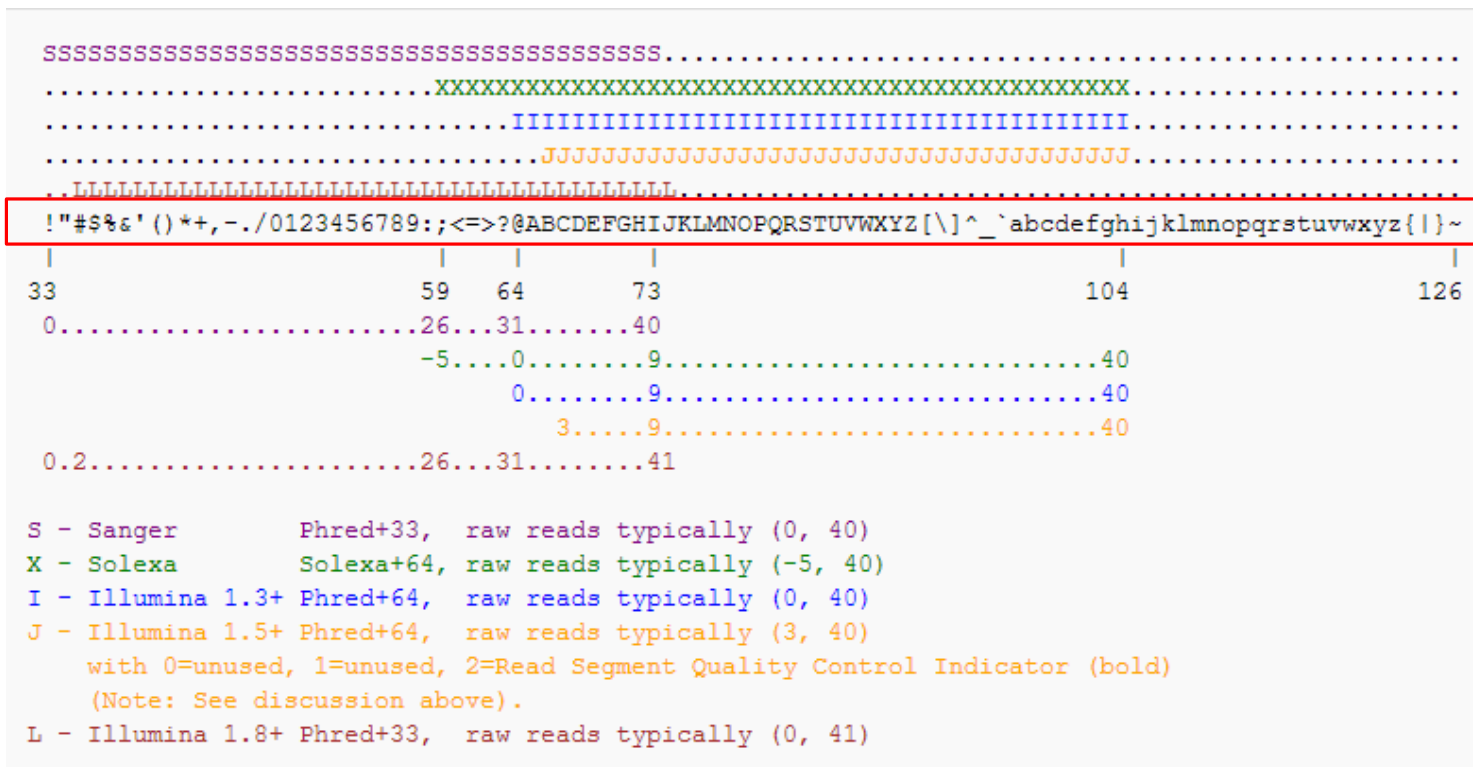 SSSSSSSSSSSSSSSSSSSSSSSSSSSSSSSSSSSSSSSSS.....................................................
..........................XXXXXXXXXXXXXXXXXXXXXXXXXXXXXXXXXXXXXXXXXXXXXX......................
...............................IIIIIIIIIIIIIIIIIIIIIIIIIIIIIIIIIIIIIIIII......................
.................................JJJJJJJJJJJJJJJJJJJJJJJJJJJJJJJJJJJJJJJ......................
..LLLLLLLLLLLLLLLLLLLLLLLLLLLLLLLLLLLLLLLL....................................................
!"#$%&'()*+,-./0123456789:;<=>?@ABCDEFGHIJKLMNOPQRSTUVWXYZ[\]^_`abcdefghijklmnopqrstuvwxyz{|}~
| | | | | |
33 59 64 73 104 126
0........................26...31.......40
-5....0........9.............................40
0........9.............................40
3.....9.............................40
0.2......................26...31........41
S - Sanger Phred+33, raw reads typically (0, 40)
X - Solexa Solexa+64, raw reads typically (-5, 40)
I - Illumina 1.3+ Phred+64, raw reads typically (0, 40)
J - Illumina 1.5+ Phred+64, raw reads typically (3, 40)
with 0=unused, 1=unused, 2=Read Segment Quality Control Indicator (bold)
(Note: See discussion above).
L - Illumina 1.8+ Phred+33, raw reads typically (0, 41)